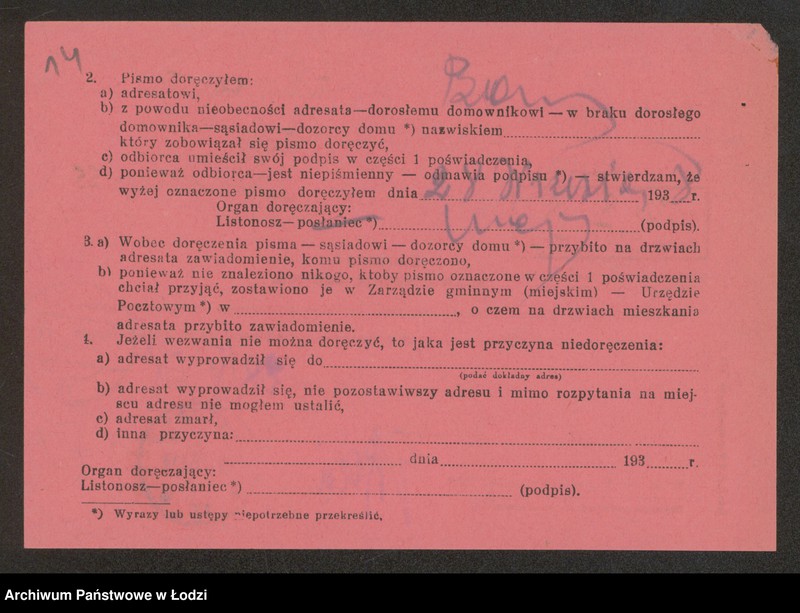 14
2. Pismo doręczyłem:
a) adresatowi,
b) z powodu nieobecności adresata—dorosłemu domownikowi — w braku dorosłego
domownika—sąsiadowi—dozorcy domu *) nazwiskiem
który zobowiązał się pismo doręczyć,
c) odbiorca umieścił swój podpis w części 1 poświadczenia,
d) ponieważ odbiorca—jest niepiśmienny — odmawia podpisu *) — stwierdzam, że
wyżej oznaczone pismo doręczyłem dnia 193 r.
Organ doręczający:
Listonosz—posłaniec *) (podpis).
3. a) Wobec doręczenia pisma — sąsiadowi — dozorcy domu *) — przybito na drzwiach
adresata zawiadomienie, komu pismo doręczono,
b) ponieważ nie znaleziono nikogo, ktoby pismo oznaczone w części 1 poświadczenia
chciał przyjąć, zostawiono je w Zarządzie gminnym (miejskim) — Urzędzie
Pocztowym *) w , o czem na drzwiach mieszkania
adresata przybito zawiadomienie.
4. Jeżeli wezwania nie można doręczyć, to jaka jest przyczyna niedoręczenia:
a) adresat wyprowadził się do
(podać dokładny adres)
b) adresat wyprowadził się, nie pozostawiwszy adresu i mimo rozpytania na miej-
scu adresu nie mogłem ustalić,
c) adresat zmarł,
d) inna przyczyna:
dnia 193 r.
Organ doręczający:
Listonosz—posłaniec *) (podpis).
*) Wyrazy lub ustępy niepotrzebne przekreślić.
Archiwum Państwowe w Łodzi